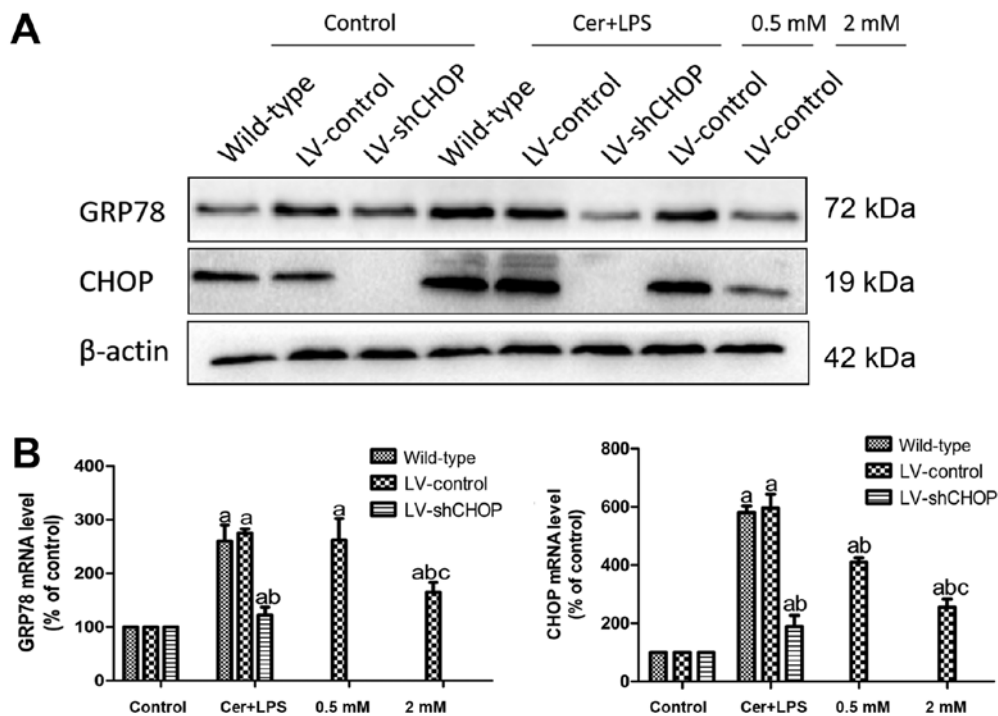 A
Control Cer+LPS 0.5 mM 2 mM
Wild-type LV-control LV-shCHOP Wild-type LV-control LV-shCHOP LV-control LV-control
GRP78 72 kDa
CHOP 19 kDa
β-actin 42 kDa
B
GRP78 mRNA level
(% of control)
400
300
200
100
0
Wild-type
LV-control
LV-shCHOP
a a ab a abc
Control Cer+LPS 0.5 mM 2 mM
CHOP mRNA level
(% of control)
800
600
400
200
0
Wild-type
LV-control
LV-shCHOP
a a ab ab abc
Control Cer+LPS 0.5 mM 2 mM